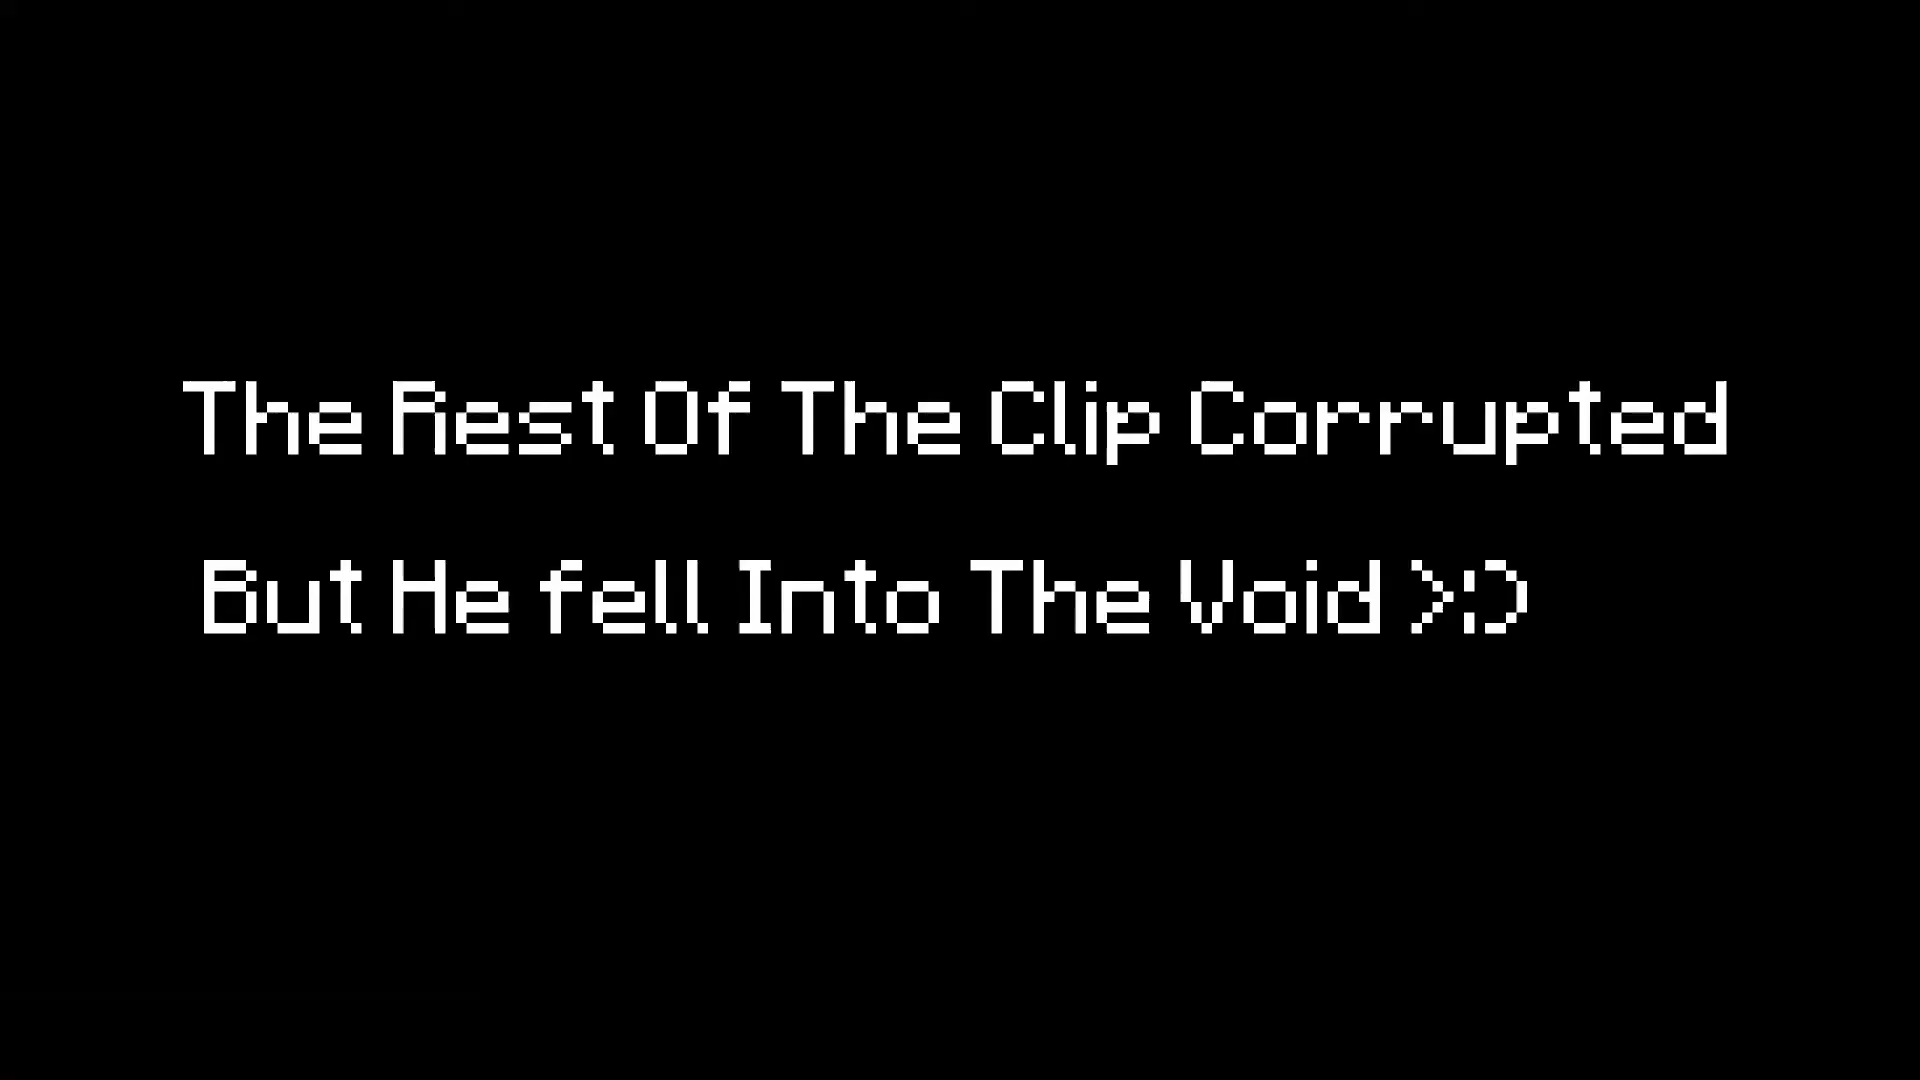 The Rest Of The Clip Corrupted
But He fell Into The Void >:)